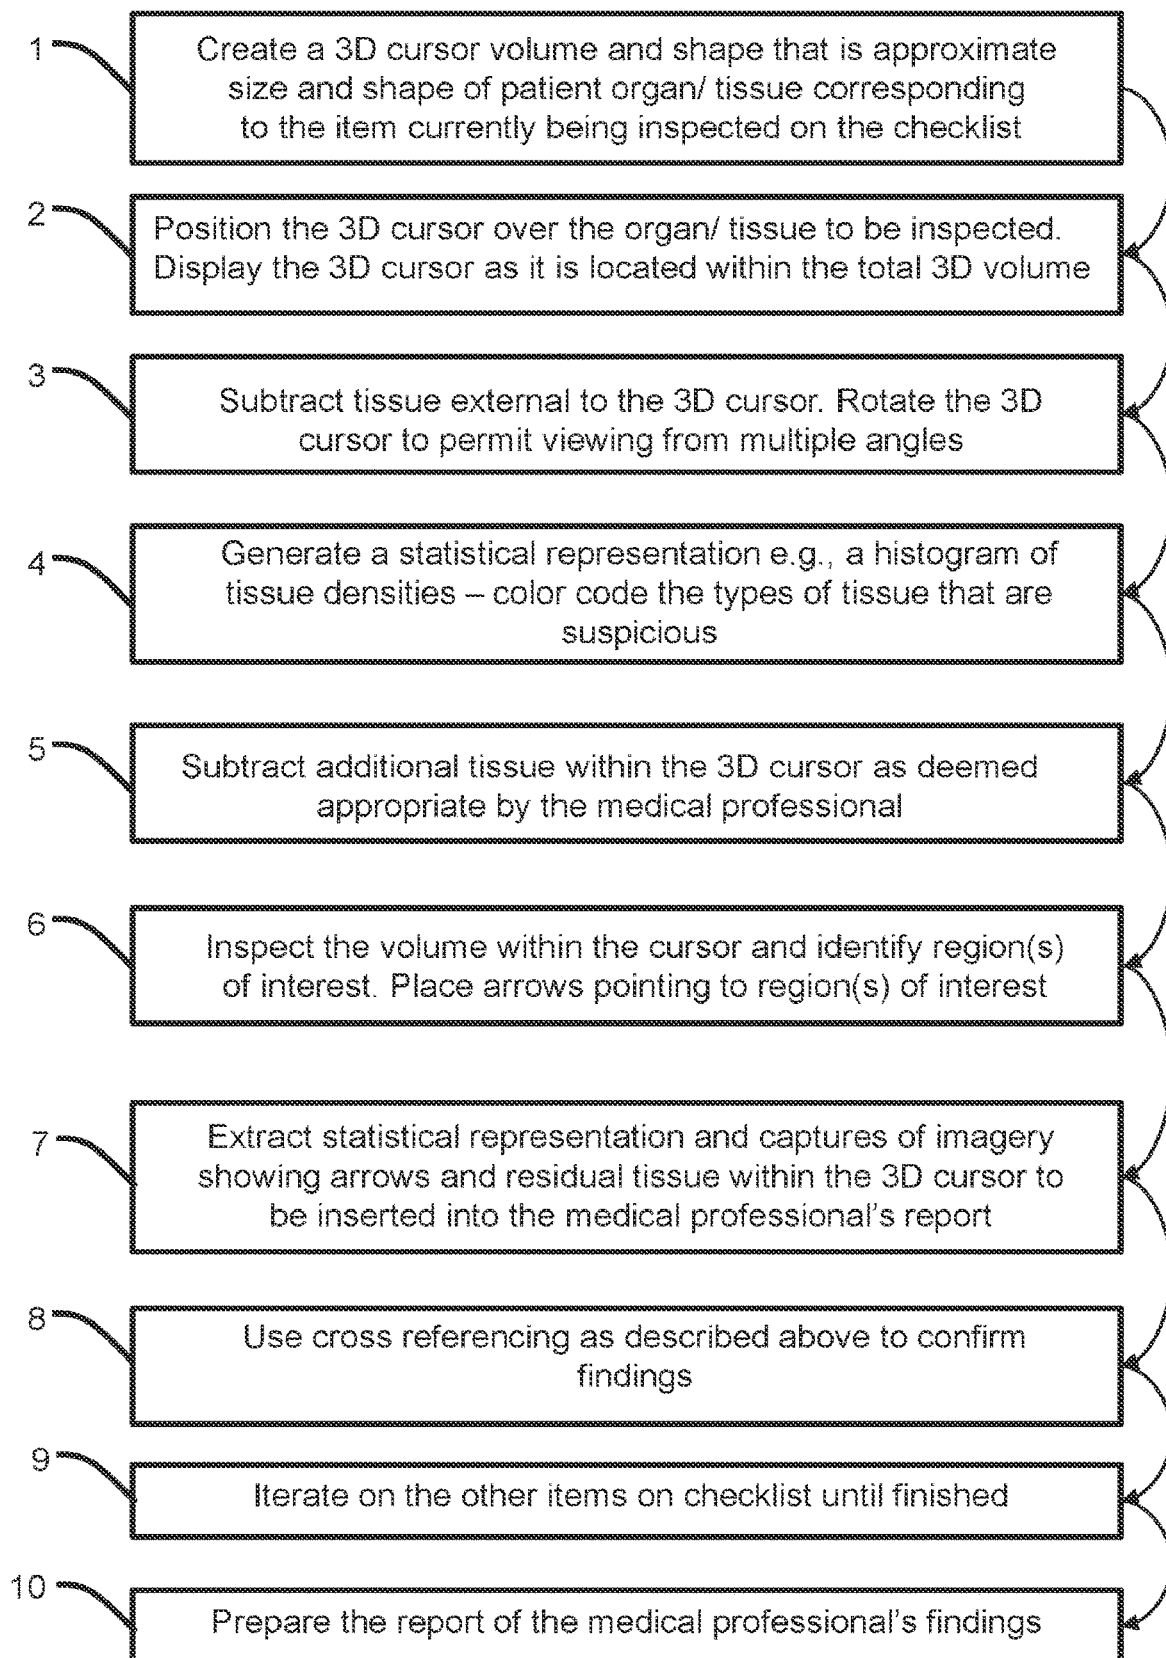 1
Create a 3D cursor volume and shape that is approximate
size and shape of patient organ/ tissue corresponding
to the item currently being inspected on the checklist
2
Position the 3D cursor over the organ/ tissue to be inspected.
Display the 3D cursor as it is located within the total 3D volume
3
Subtract tissue external to the 3D cursor. Rotate the 3D
cursor to permit viewing from multiple angles
4
Generate a statistical representation e.g., a histogram of
tissue densities – color code the types of tissue that are
suspicious
5
Subtract additional tissue within the 3D cursor as deemed
appropriate by the medical professional
6
Inspect the volume within the cursor and identify region(s)
of interest. Place arrows pointing to region(s) of interest
7
Extract statistical representation and captures of imagery
showing arrows and residual tissue within the 3D cursor to
be inserted into the medical professional's report
8
Use cross referencing as described above to confirm
findings
9
Iterate on the other items on checklist until finished
10
Prepare the report of the medical professional's findings